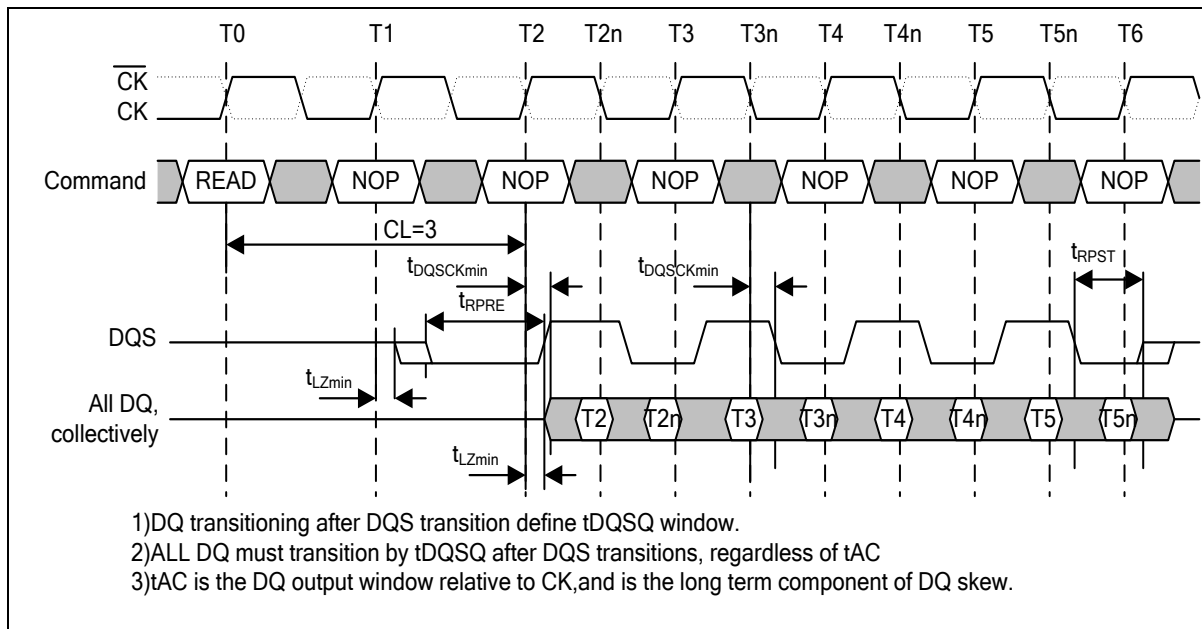 T0 T1 T2 T2n T3 T3n T4 T4n T5 T5n T6
CK
CK
Command READ NOP NOP NOP NOP NOP NOP
CL=3
tDQSCKmin tDQSCKmin tRPST
tRPRE
DQS
tLZmin
All DQ,
collectively
T2 T2n T3 T3n T4 T4n T5 T5n
tLZmin
1)DQ transitioning after DQS transition define tDQSQ window.
2)ALL DQ must transition by tDQSQ after DQS transitions, regardless of tAC
3)tAC is the DQ output window relative to CK,and is the long term component of DQ skew.